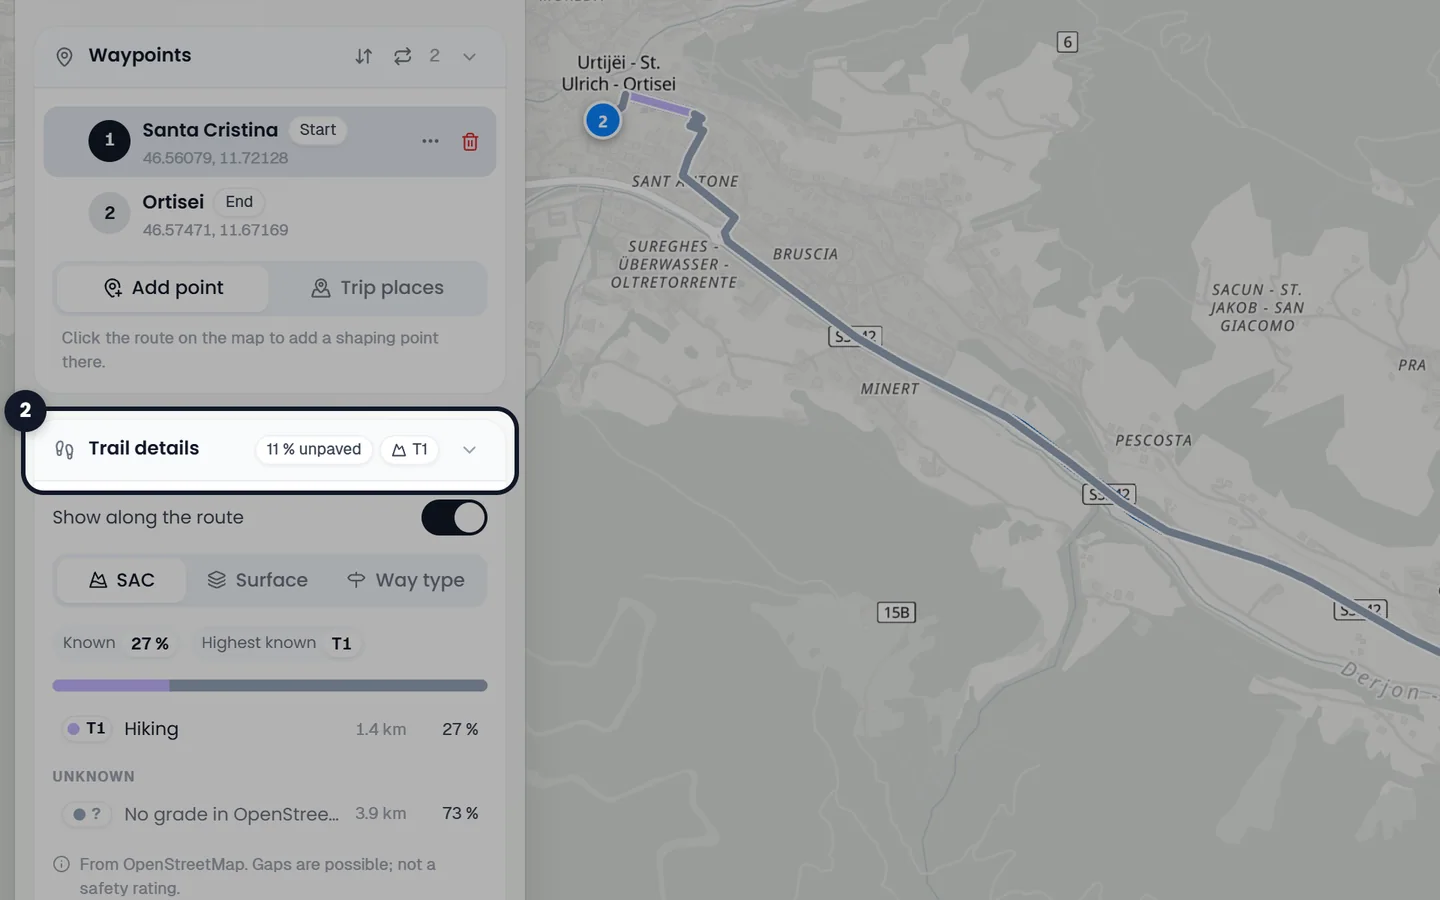 Waypoints
2
1
Santa Cristina
Start
46.56079, 11.72128
2
Ortisei
End
46.57471, 11.67169
Add point
Trip places
Click the route on the map to add a shaping point
there.
2
Trail details
11 % unpaved
T1
Show along the route
SAC
Surface
Way type
Known 27 %
Highest known T1
T1 Hiking 1.4 km 27 %
UNKNOWN
? No grade in OpenStree... 3.9 km 73 %
From OpenStreetMap. Gaps are possible; not a
safety rating.
6
Urtijëi - St.
Ulrich - Ortisei
2
SUREGHES -
ÜBERWASSER -
OLTRETORRENTE
BRUSCIA
SACUN - ST.
JAKOB - SAN
GIACOMO
PRA
MINERT
PESCOSTA
15B
Derjon -